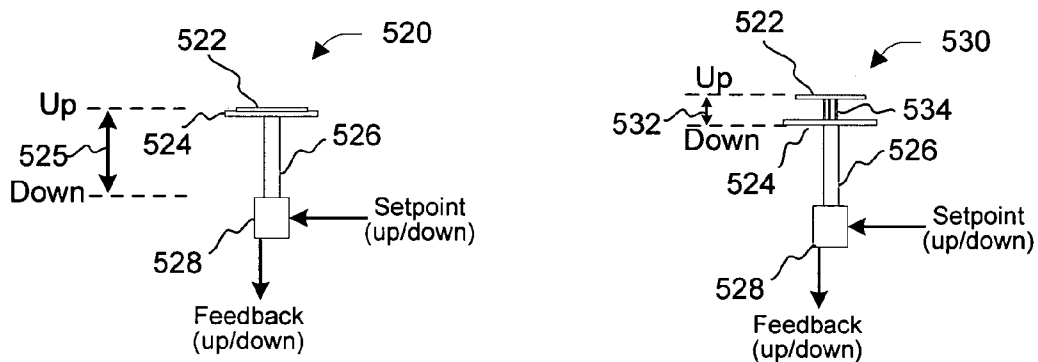 522
520
Up
524
525
526
Down
Setpoint
(up/down)
528
Feedback
(up/down)
522
530
Up
532
534
Down
524
526
Setpoint
(up/down)
528
Feedback
(up/down)